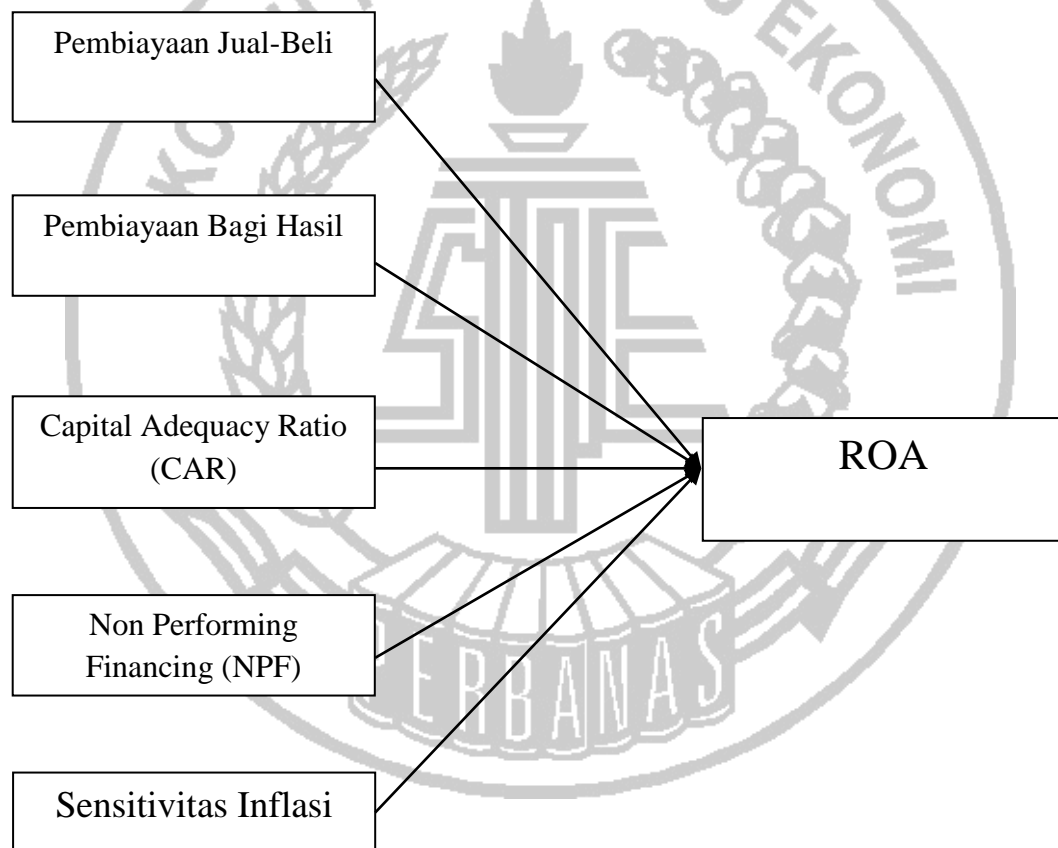 Pembiayaan Jual-Beli
Pembiayaan Bagi Hasil
Capital Adequacy Ratio
(CAR)
ROA
Non Performing
Financing (NPF)
Sensitivitas Inflasi
EKONOMI
PERBANAS